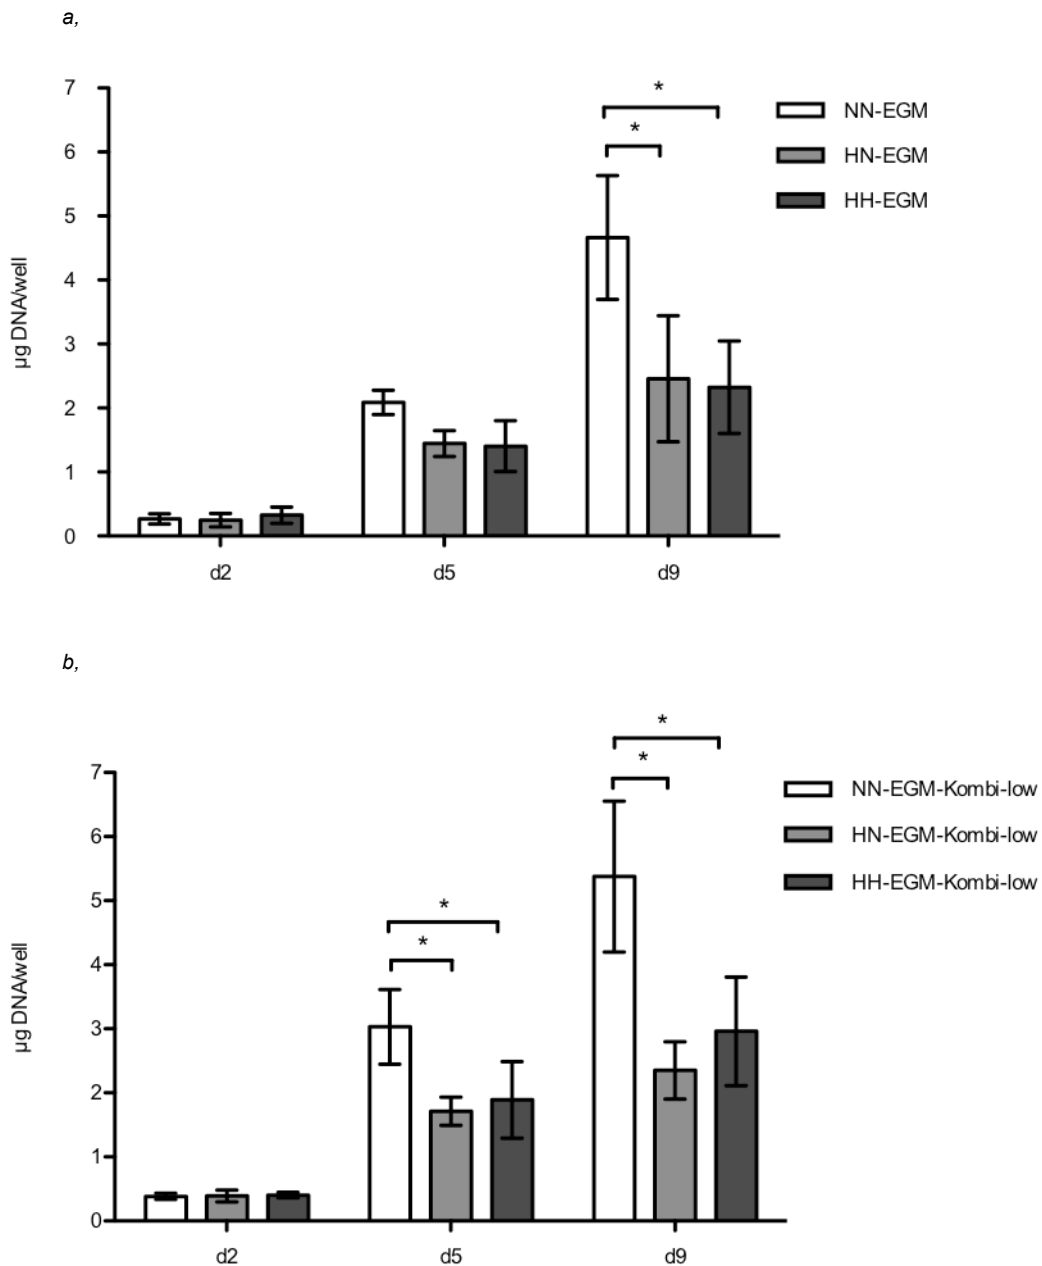 a,
*
7
*
6
5
4
3
2
1
0
µg DNA/well
d2
d5
d9
NN-EGM
HN-EGM
HH-EGM
b,
*
*
*
*
7
6
5
4
3
2
1
0
µg DNA/well
d2
d5
d9
NN-EGM-Kombi-low
HN-EGM-Kombi-low
HH-EGM-Kombi-low